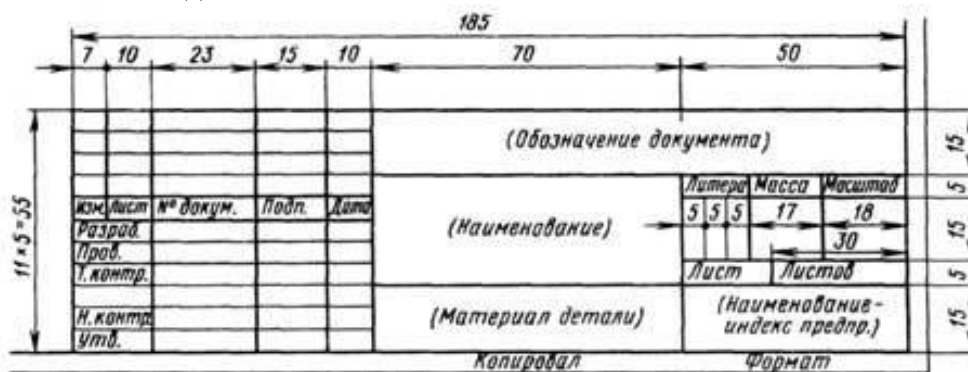 185
7 10 23 15 10 70 50
(Обозначение документа)
15
Литера Масса Масштаб
5
Изм. Лист № докум. Подп. Дата
5 5 5 17 18
Разраб.
(Наименование)
15
11 × 5 = 55
Пров.
30
Т. контр.
Лист Листов
5
(Материал детали)
(Наименование-
индекс предпр.)
15
Н. контр.
Утв.
Копировал Формат